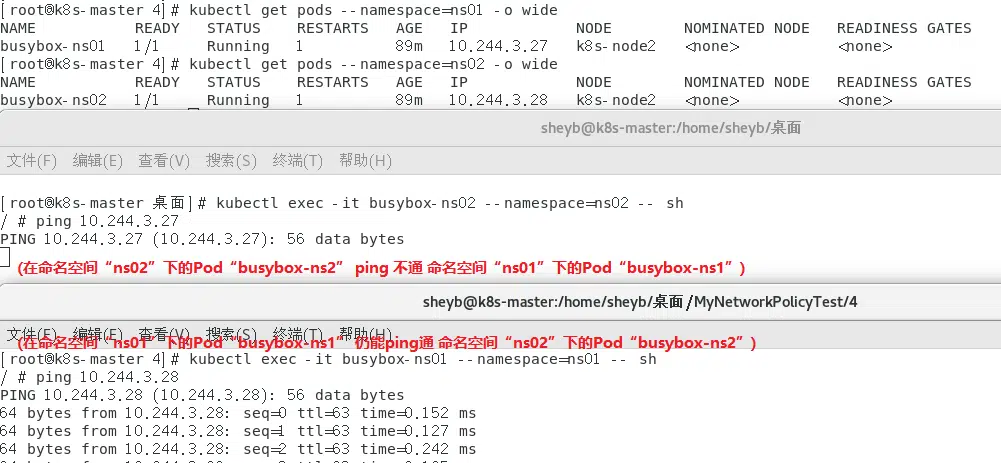 [root@k8s-master 4]# kubectl get pods --namespace=ns01 -o wide
NAME READY STATUS RESTARTS AGE IP NODE NOMINATED NODE READINESS GATES
busybox-ns01 1/1 Running 1 89m 10.244.3.27 k8s-node2 <none> <none>
[root@k8s-master 4]# kubectl get pods --namespace=ns02 -o wide
NAME READY STATUS RESTARTS AGE IP NODE NOMINATED NODE READINESS GATES
busybox-ns02 1/1 Running 1 89m 10.244.3.28 k8s-node2 <none> <none>
sheyb@k8s-master:/home/sheyb/桌面
文件(F) 编辑(E) 查看(V) 搜索(S) 终端(T) 帮助(H)
[root@k8s-master 桌面]# kubectl exec -it busybox-ns02 --namespace=ns02 -- sh
/ # ping 10.244.3.27
PING 10.244.3.27 (10.244.3.27): 56 data bytes
(在命名空间“ns02”下的Pod“busybox-ns2” ping 不通 命名空间“ns01”下的Pod“busybox-ns1”)
sheyb@k8s-master:/home/sheyb/桌面/MyNetworkPolicyTest/4
文件(F) 编辑(E) 查看(V) 搜索(S) 终端(T) 帮助(H)
(在命名空间“ns01”下的Pod“busybox-ns1” 仍能ping通 命名空间“ns02”下的Pod“busybox-ns2”)
[root@k8s-master 4]# kubectl exec -it busybox-ns01 --namespace=ns01 -- sh
/ # ping 10.244.3.28
PING 10.244.3.28 (10.244.3.28): 56 data bytes
64 bytes from 10.244.3.28: seq=0 ttl=63 time=0.152 ms
64 bytes from 10.244.3.28: seq=1 ttl=63 time=0.127 ms
64 bytes from 10.244.3.28: seq=2 ttl=63 time=0.242 ms